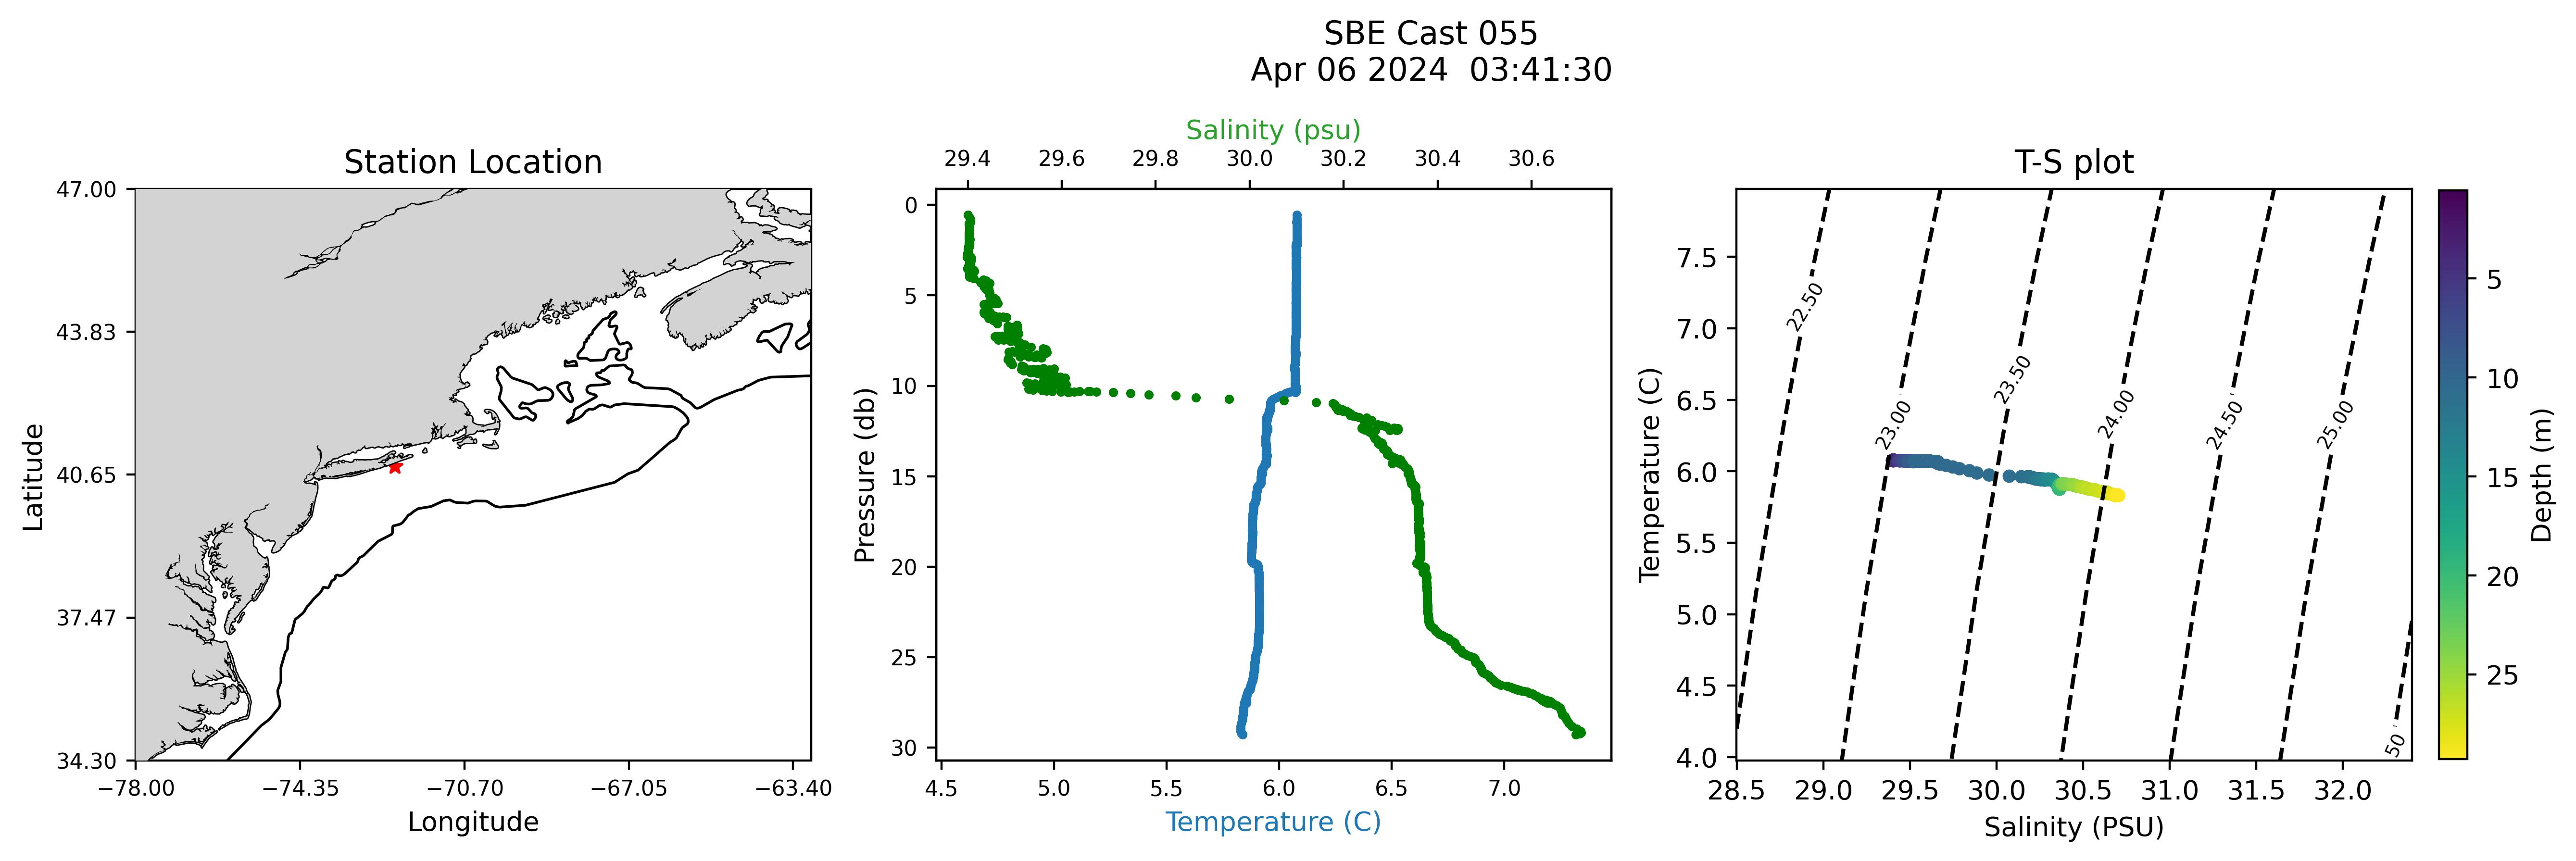 SBE Cast 055
Apr 06 2024  03:41:30
Station Location
47.00
43.83
40.65
37.47
34.30
Latitude
−78.00 −74.35 −70.70 −67.05 −63.40
Longitude
Salinity (psu)
29.4 29.6 29.8 30.0 30.2 30.4 30.6
0
5
10
15
20
25
30
Pressure (db)
4.5 5.0 5.5 6.0 6.5 7.0
Temperature (C)
T-S plot
7.5
7.0
6.5
6.0
5.5
5.0
4.5
4.0
Temperature (C)
22.50
23.00
23.50
24.00
24.50
25.00
50
28.5 29.0 29.5 30.0 30.5 31.0 31.5 32.0
Salinity (PSU)
5
10
15
20
25
Depth (m)